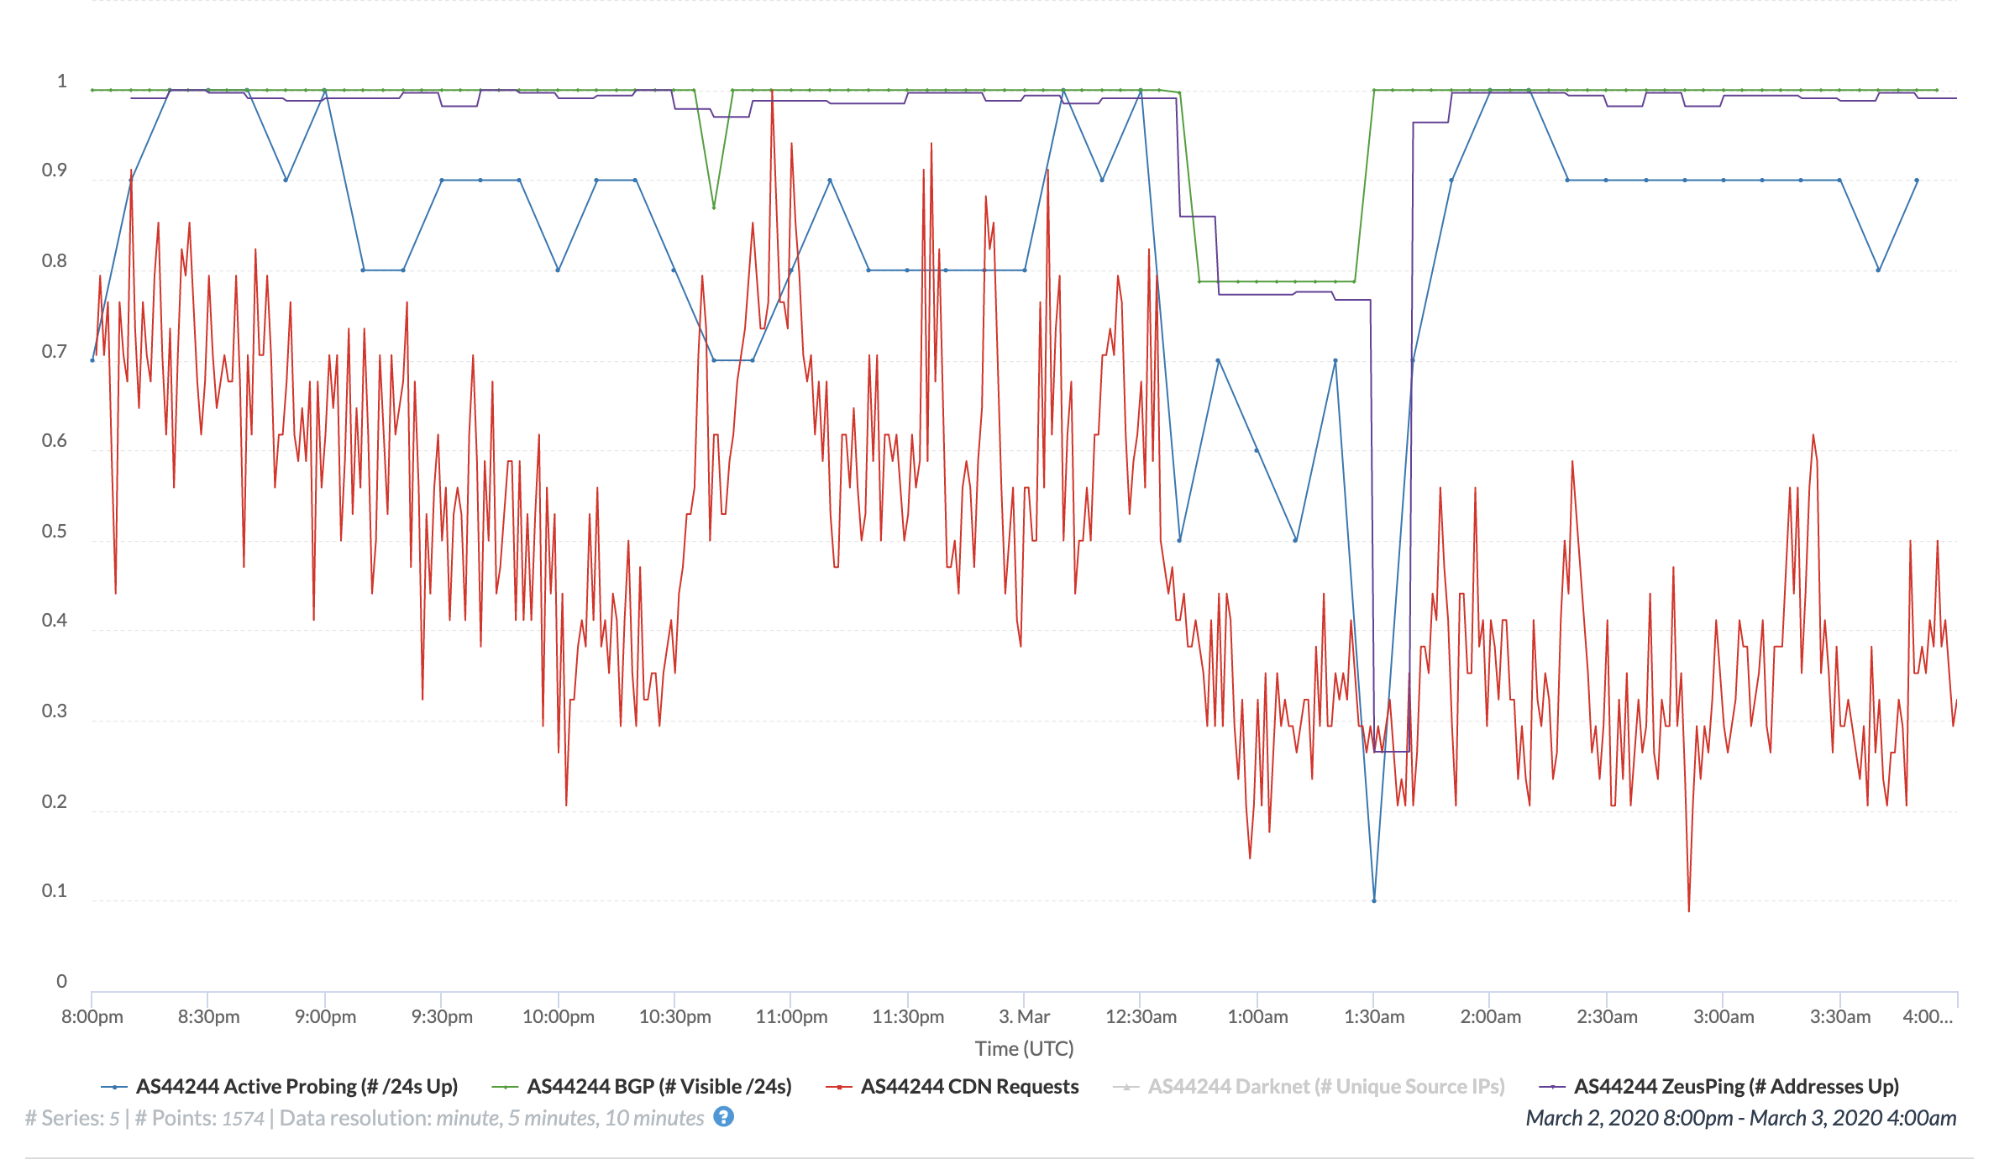 1
0.9
0.8
0.7
0.6
0.5
0.4
0.3
0.2
0.1
0
8:00pm 8:30pm 9:00pm 9:30pm 10:00pm 10:30pm 11:00pm 11:30pm 3. Mar 12:30am 1:00am 1:30am 2:00am 2:30am 3:00am 3:30am 4:00...
Time (UTC)
AS44244 Active Probing (# /24s Up) AS44244 BGP (# Visible /24s) AS44244 CDN Requests AS44244 Darknet (# Unique Source IPs) AS44244 ZeusPing (# Addresses Up)
# Series: 5 | # Points: 1574 | Data resolution: minute, 5 minutes, 10 minutes ? March 2, 2020 8:00pm - March 3, 2020 4:00am